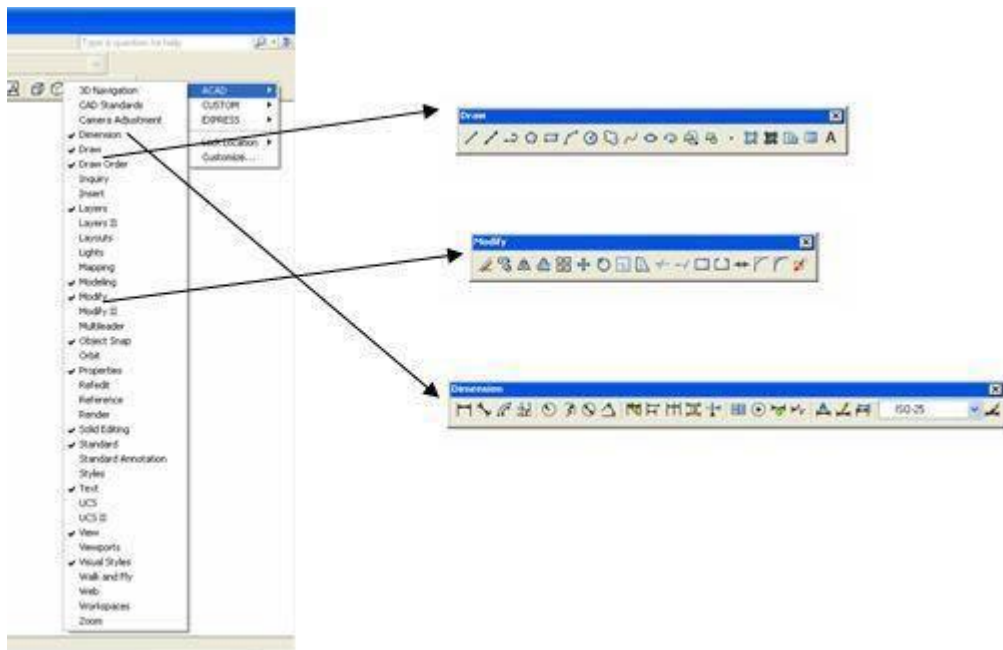 Type a question for help
3D Navigation
CAD Standards
Camera Adjustment
Dimension
Draw
Draw Order
Inquiry
Insert
Layers
Layers II
Layouts
Lights
Mapping
Modeling
Modify
Modify II
Multileader
Object Snap
Orbit
Properties
Refedit
Reference
Render
Solid Editing
Standard
Standard Annotation
Styles
Text
UCS
UCS II
View
Viewports
Visual Styles
Walk and Fly
Web
Workspaces
Zoom
ACAD
CUSTOM
EXPRESS
Lock Location
Customize...
Draw
A
Modify
Dimension
ISO-25